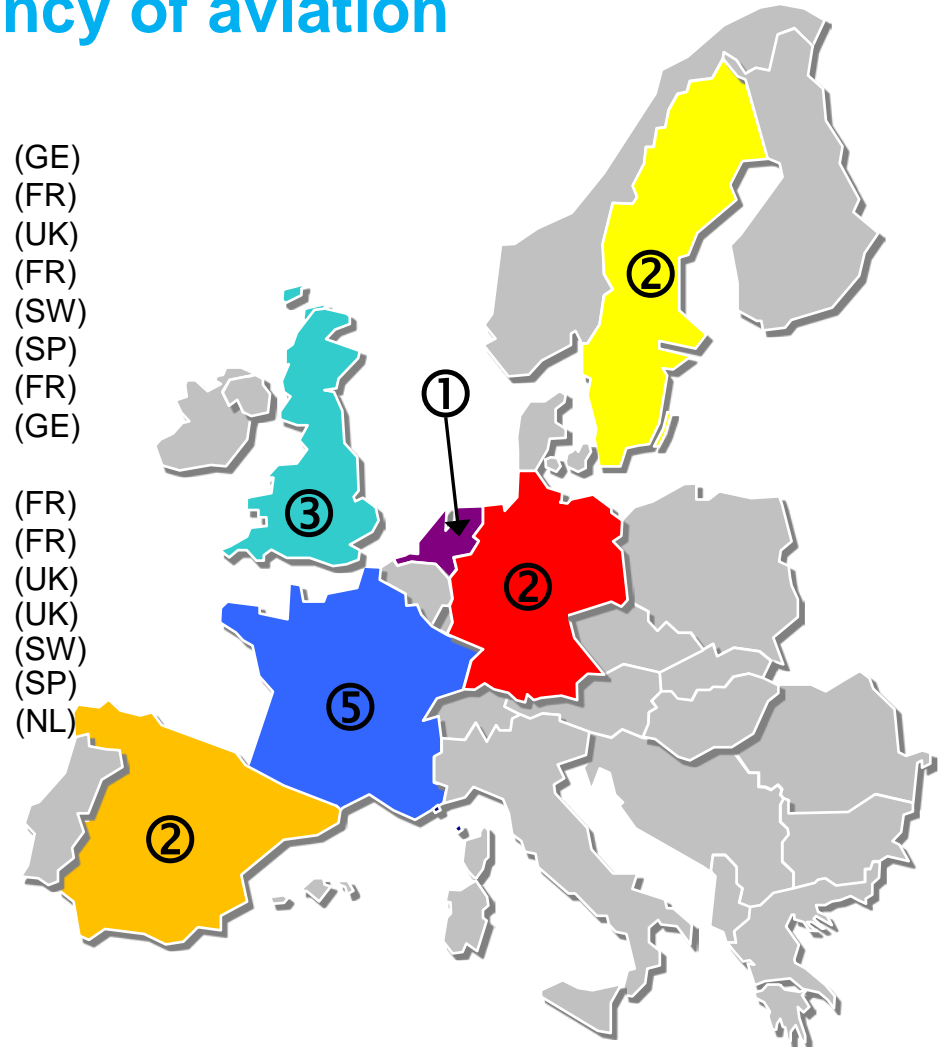 ncy of aviation
(GE)
(FR)
(UK)
(FR)
(SW)
(SP)
(FR)
(GE)
(FR)
(FR)
(UK)
(UK)
(SW)
(SP)
(NL)
②
①
③
②
⑤
②